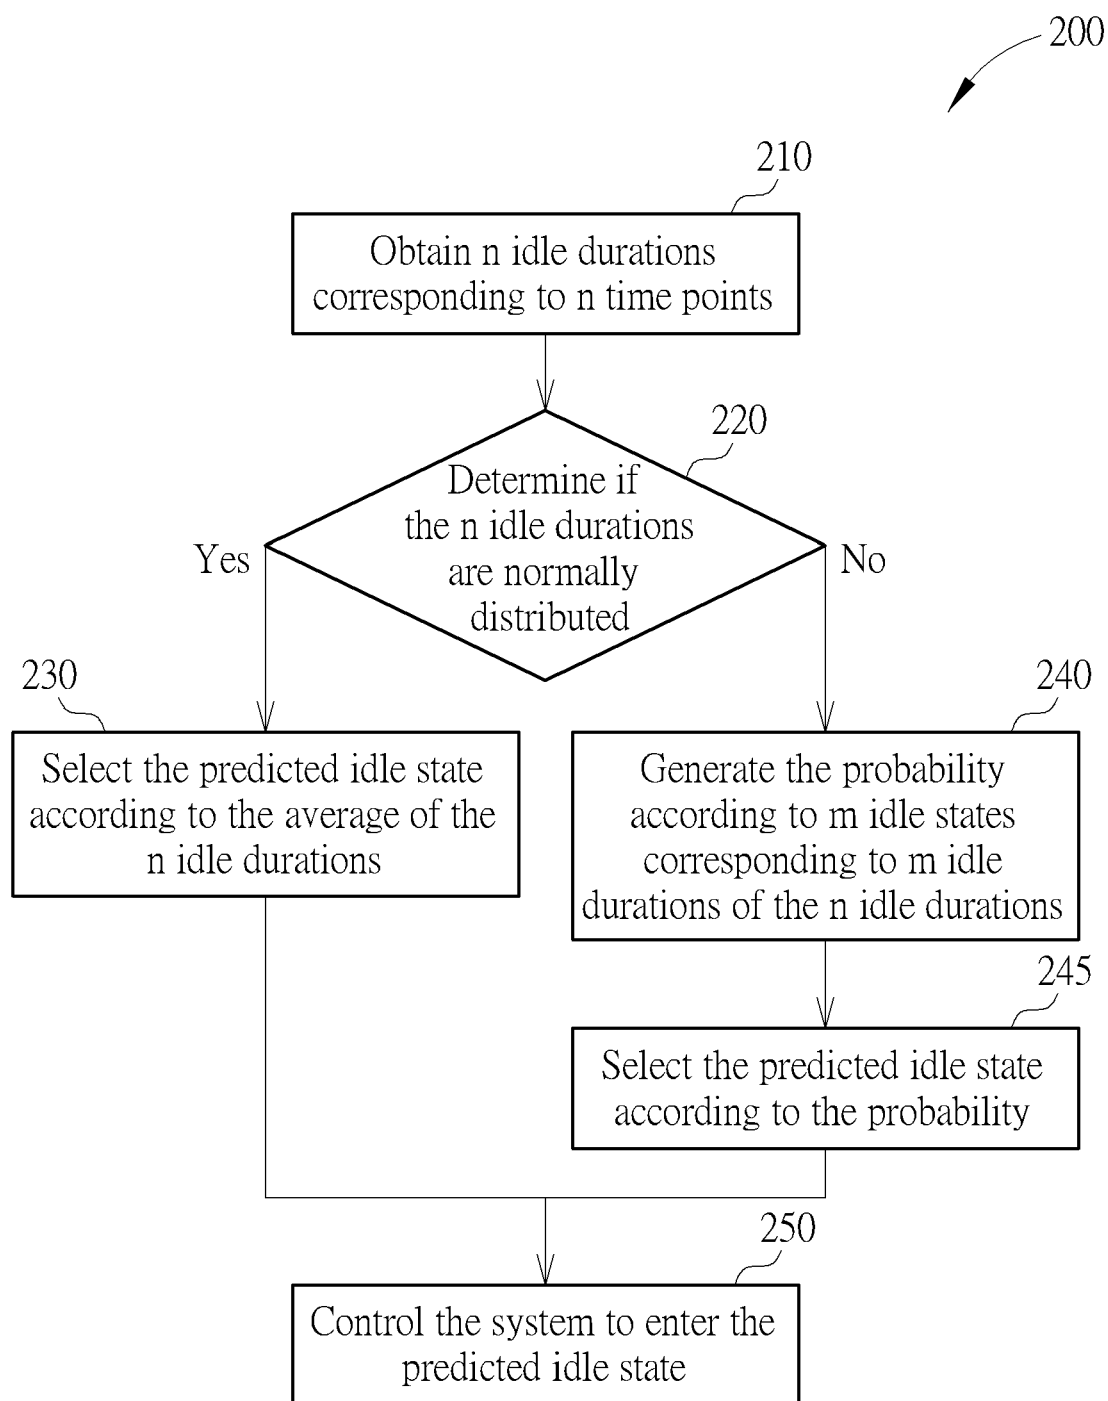 200
210
Obtain n idle durations
corresponding to n time points
220
Determine if
the n idle durations
are normally
distributed
Yes
No
230
Select the predicted idle state
according to the average of the
n idle durations
240
Generate the probability
according to m idle states
corresponding to m idle
durations of the n idle durations
245
Select the predicted idle state
according to the probability
250
Control the system to enter the
predicted idle state